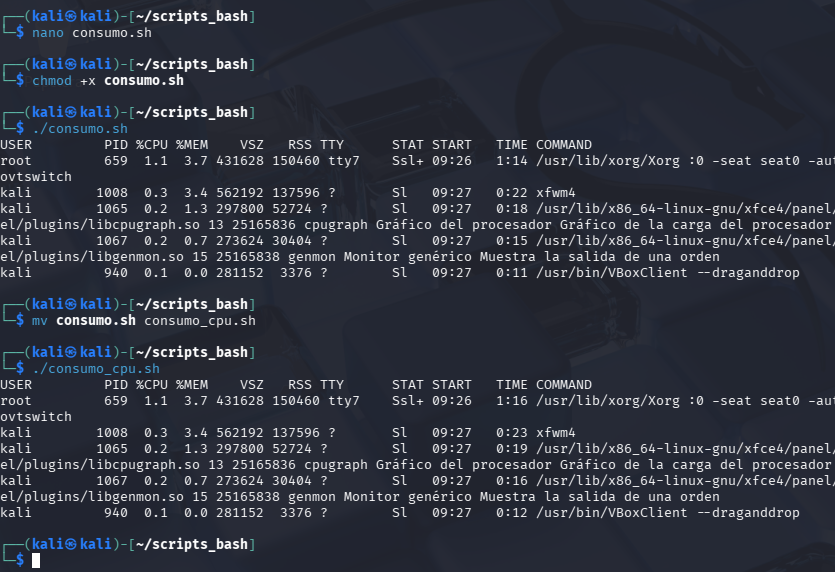 ┌──(kali㉿kali)-[~/scripts_bash]
└─$ nano consumo.sh
┌──(kali㉿kali)-[~/scripts_bash]
└─$ chmod +x consumo.sh
┌──(kali㉿kali)-[~/scripts_bash]
└─$ ./consumo.sh
USER         PID %CPU %MEM    VSZ   RSS TTY      STAT START   TIME COMMAND
root         659  1.1  3.7 431628 150460 tty7    Ssl+ 09:26   1:14 /usr/lib/xorg/Xorg :0 -seat seat0 -aut
ovtswitch
kali        1008  0.3  3.4 562192 137596 ?       Sl   09:27   0:22 xfwm4
kali        1065  0.2  1.3 297800 52724 ?        Sl   09:27   0:18 /usr/lib/x86_64-linux-gnu/xfce4/panel/
el/plugins/libcpugraph.so 13 25165836 cpugraph Gráfico del procesador Gráfico de la carga del procesador
kali        1067  0.2  0.7 273624 30404 ?        Sl   09:27   0:15 /usr/lib/x86_64-linux-gnu/xfce4/panel/
el/plugins/libgenmon.so 15 25165838 genmon Monitor genérico Muestra la salida de una orden
kali         940  0.1  0.0 281152  3376 ?        Sl   09:27   0:11 /usr/bin/VBoxClient --draganddrop
┌──(kali㉿kali)-[~/scripts_bash]
└─$ mv consumo.sh consumo_cpu.sh
┌──(kali㉿kali)-[~/scripts_bash]
└─$ ./consumo_cpu.sh
USER         PID %CPU %MEM    VSZ   RSS TTY      STAT START   TIME COMMAND
root         659  1.1  3.7 431628 150460 tty7    Ssl+ 09:26   1:16 /usr/lib/xorg/Xorg :0 -seat seat0 -aut
ovtswitch
kali        1008  0.3  3.4 562192 137596 ?       Sl   09:27   0:23 xfwm4
kali        1065  0.2  1.3 297800 52724 ?        Sl   09:27   0:19 /usr/lib/x86_64-linux-gnu/xfce4/panel/
el/plugins/libcpugraph.so 13 25165836 cpugraph Gráfico del procesador Gráfico de la carga del procesador
kali        1067  0.2  0.7 273624 30404 ?        Sl   09:27   0:16 /usr/lib/x86_64-linux-gnu/xfce4/panel/
el/plugins/libgenmon.so 15 25165838 genmon Monitor genérico Muestra la salida de una orden
kali         940  0.1  0.0 281152  3376 ?        Sl   09:27   0:12 /usr/bin/VBoxClient --draganddrop
┌──(kali㉿kali)-[~/scripts_bash]
└─$